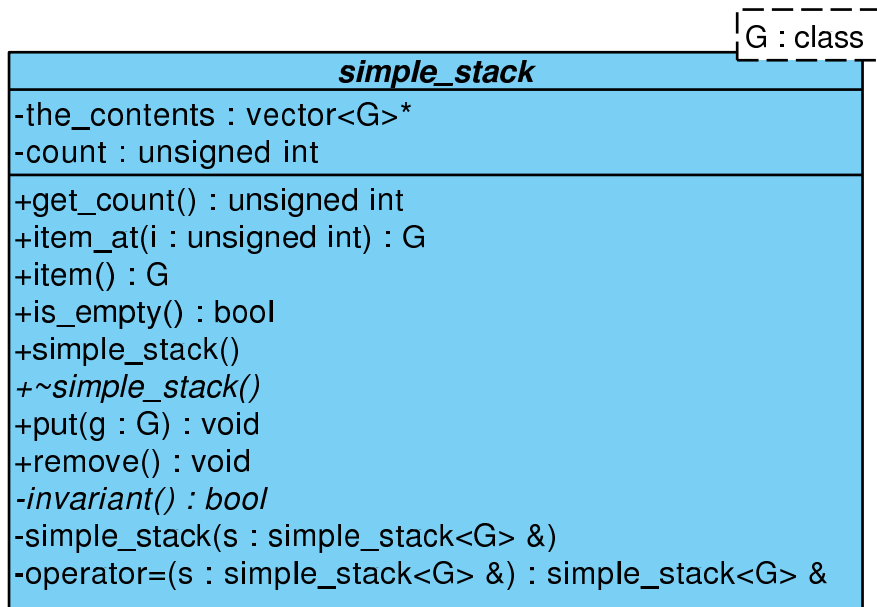 G : class
simple_stack
-the_contents : vector<G>*
-count : unsigned int
+get_count() : unsigned int
+item_at(i : unsigned int) : G
+item() : G
+is_empty() : bool
+simple_stack()
+~simple_stack()
+put(g : G) : void
+remove() : void
-invariant() : bool
-simple_stack(s : simple_stack<G> &)
-operator=(s : simple_stack<G> &) : simple_stack<G> &